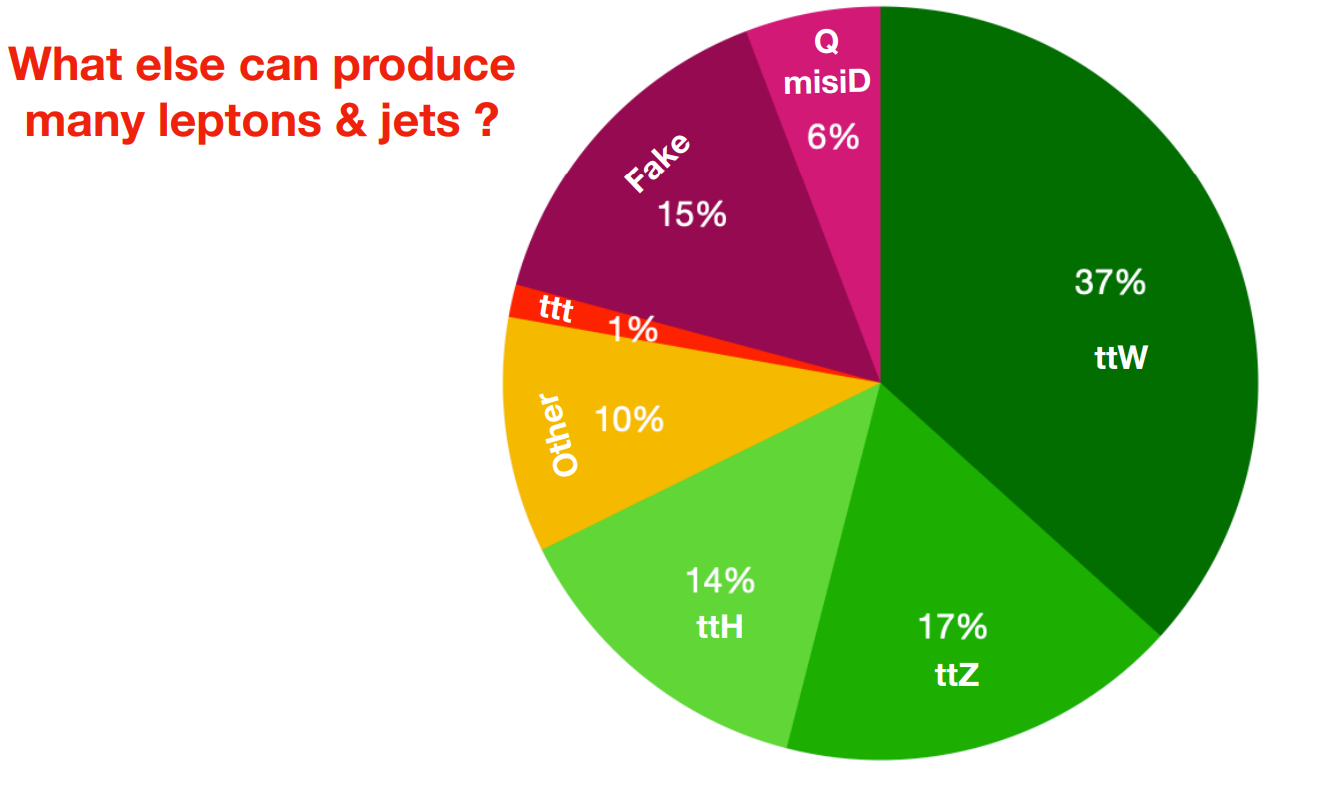 What else can produce
many leptons & jets ?
Q
misiD
6%
Fake
15%
37%
ttW
ttt
1%
Other
10%
14%
ttH
17%
ttZ